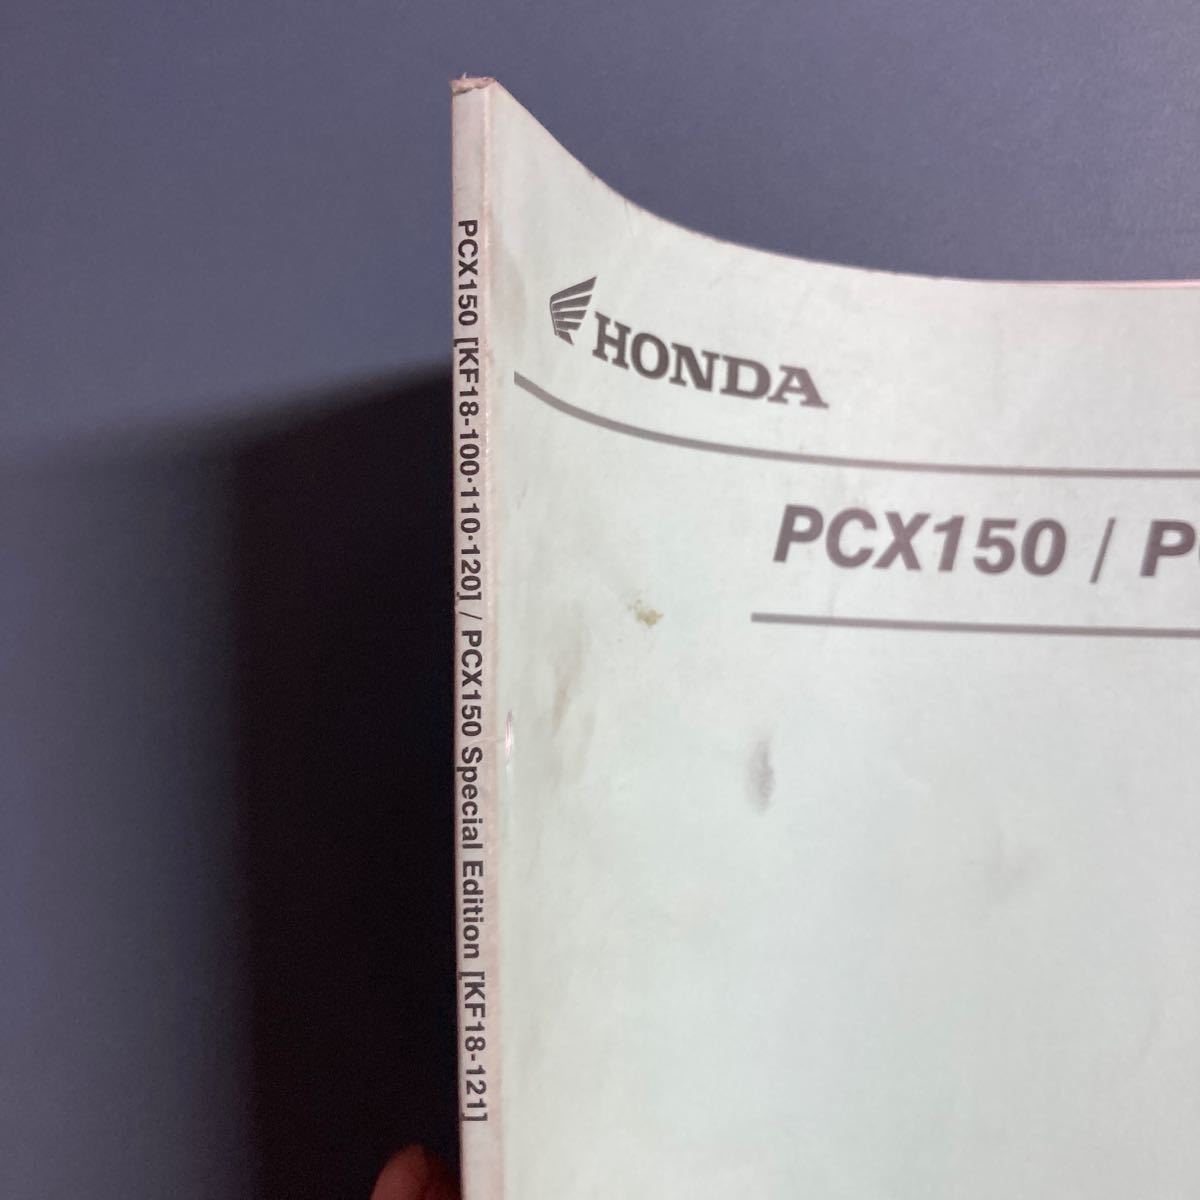 PCX150 [KF18-100·110·120] / PCX150 Special Edition [KF18-121]
HONDA
PCX150 /